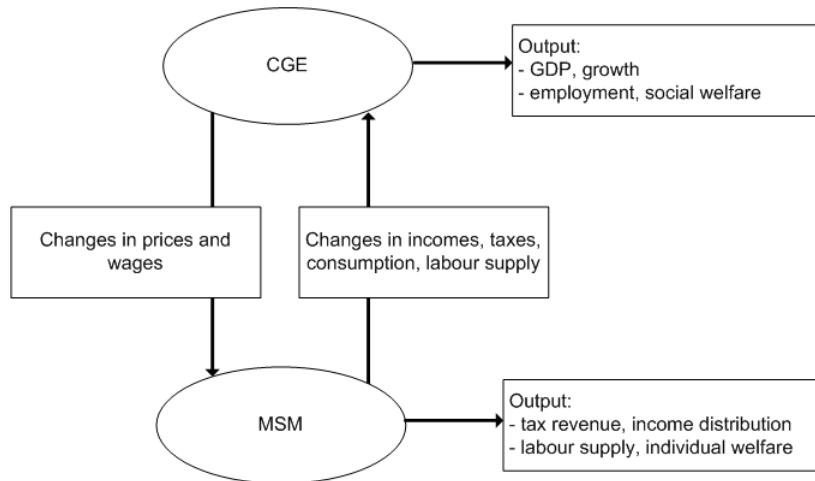 CGE
Output:
- GDP, growth
- employment, social welfare
Changes in prices and
wages
Changes in incomes, taxes,
consumption, labour supply
MSM
Output:
- tax revenue, income distribution
- labour supply, individual welfare